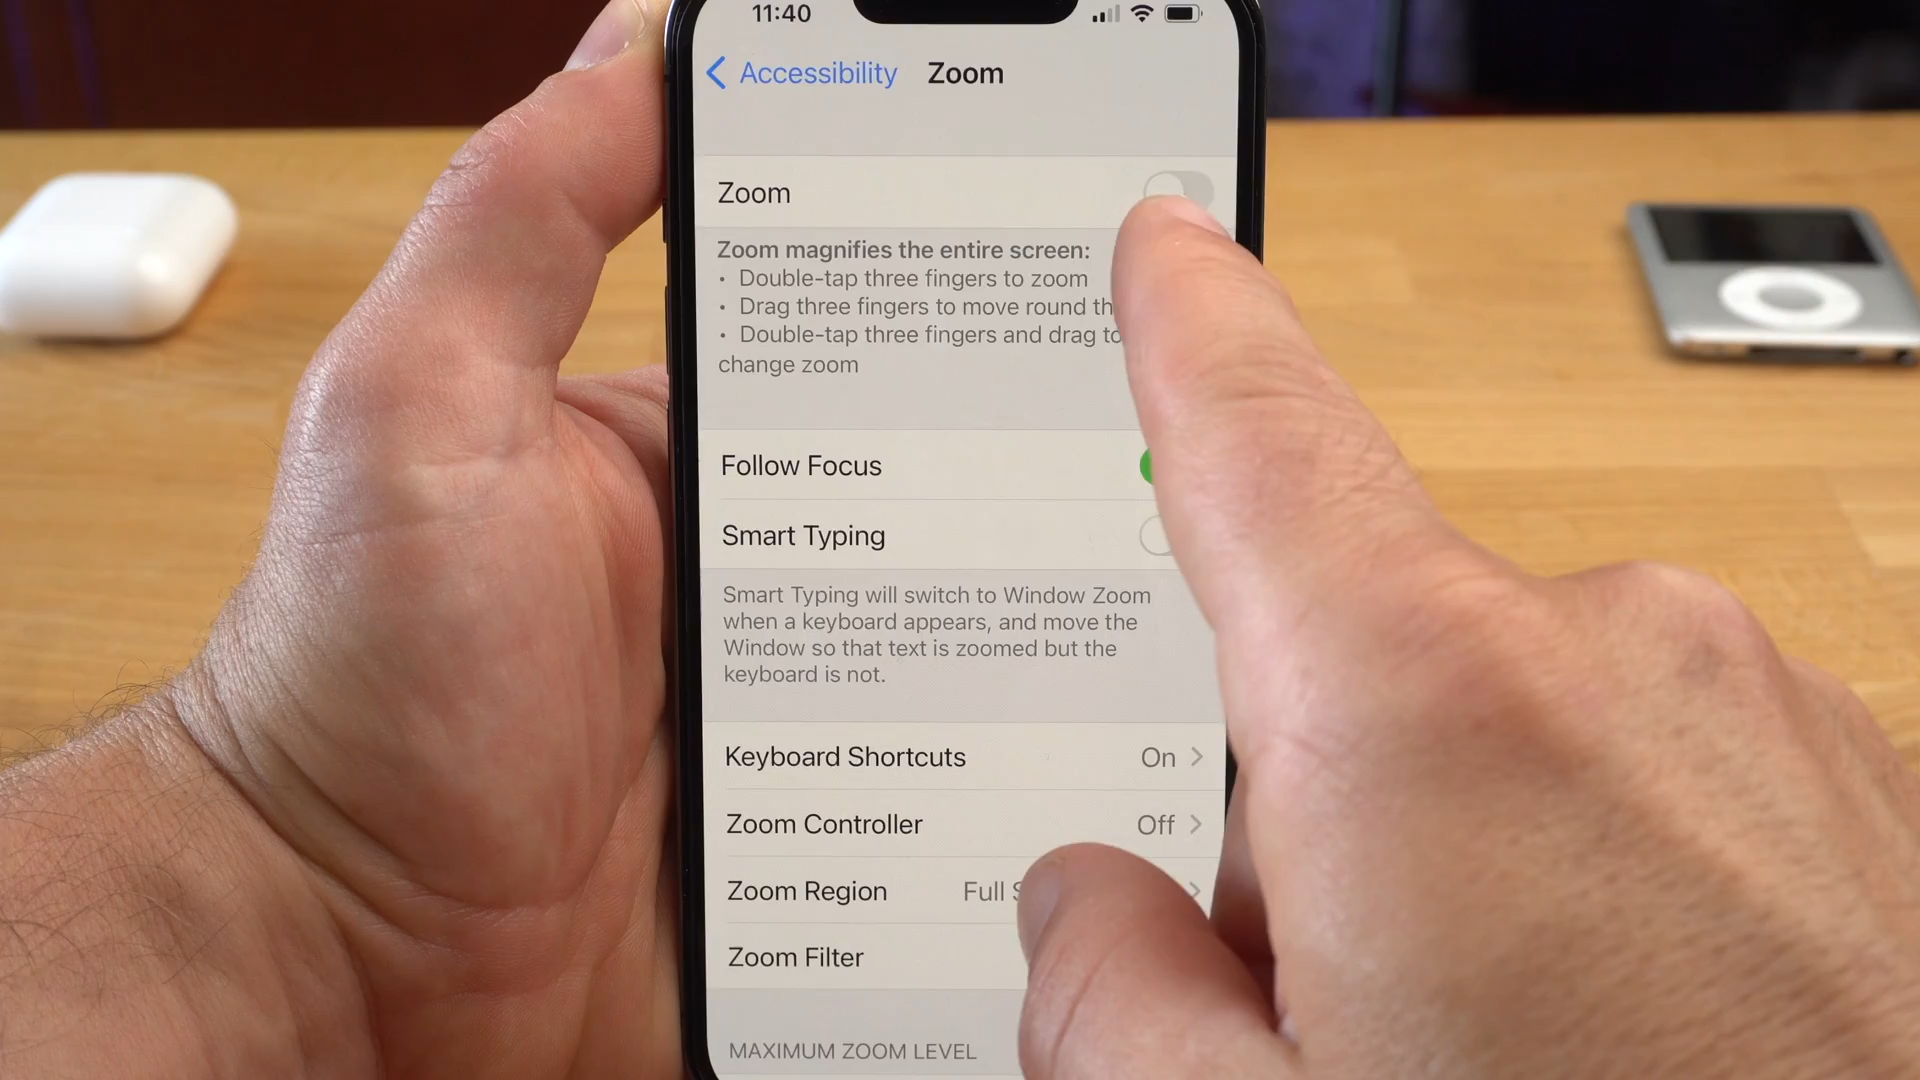 11:40
Accessibility Zoom
Zoom
Zoom magnifies the entire screen:
• Double-tap three fingers to zoom
• Drag three fingers to move round
• Double-tap three fingers and drag to
change zoom
Follow Focus
Smart Typing
Smart Typing will switch to Window Zoom
when a keyboard appears, and move the
Window so that text is zoomed but the
keyboard is not.
Keyboard Shortcuts On
Zoom Controller Off
Zoom Region Full
Zoom Filter
MAXIMUM ZOOM LEVEL